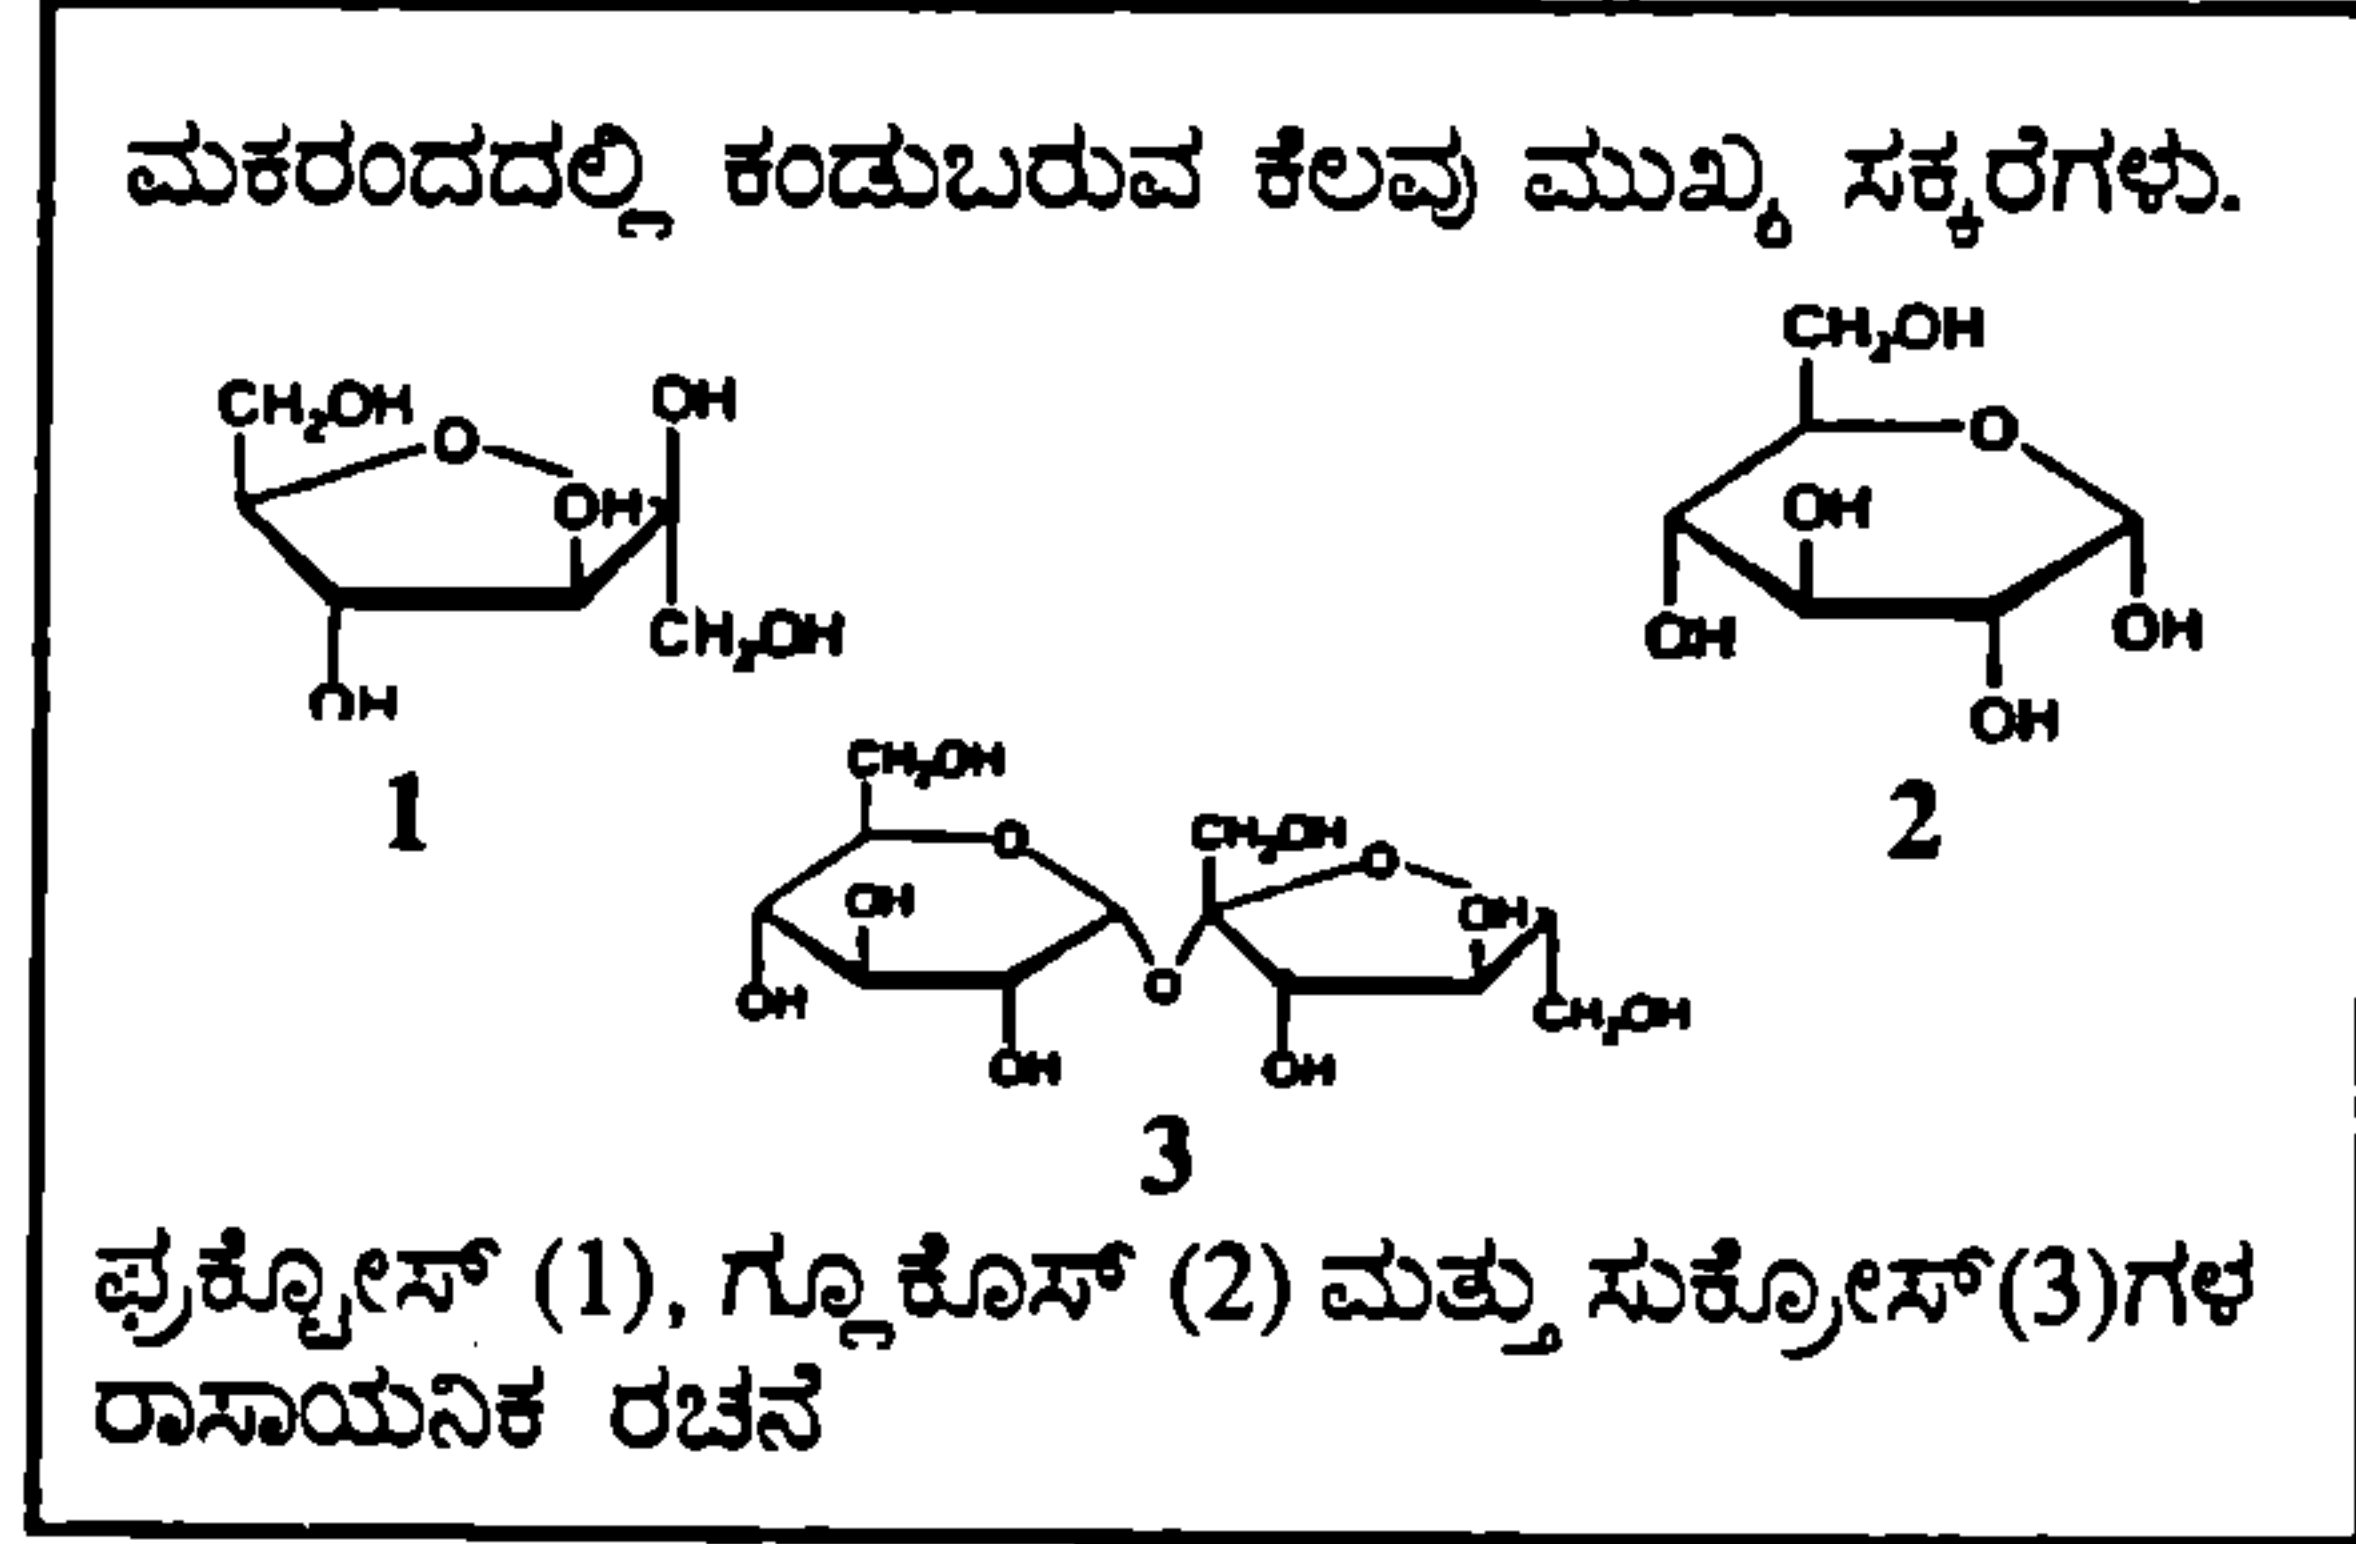 ಮಕರಂದದಲ್ಲಿ ಕಂಡುಬರುವ ಕೆಲವು ಮುಖ್ಯ ಸಕ್ಕರೆಗಳು.
CH₂OH
CH₂OH O OH
O
OH OH
CH₂OH OH OH
OH OH
1 CH₂OH 2
O CH₂OH O
OH OH
OH O CH₂OH
OH OH
3
ಫ್ರಕ್ಟೋಸ್ (1), ಗ್ಲೂಕೊಸ್ (2) ಮತ್ತು ಸುಕ್ರೋಸ್(3)ಗಳ
ರಾಸಾಯನಿಕ ರಚನೆ